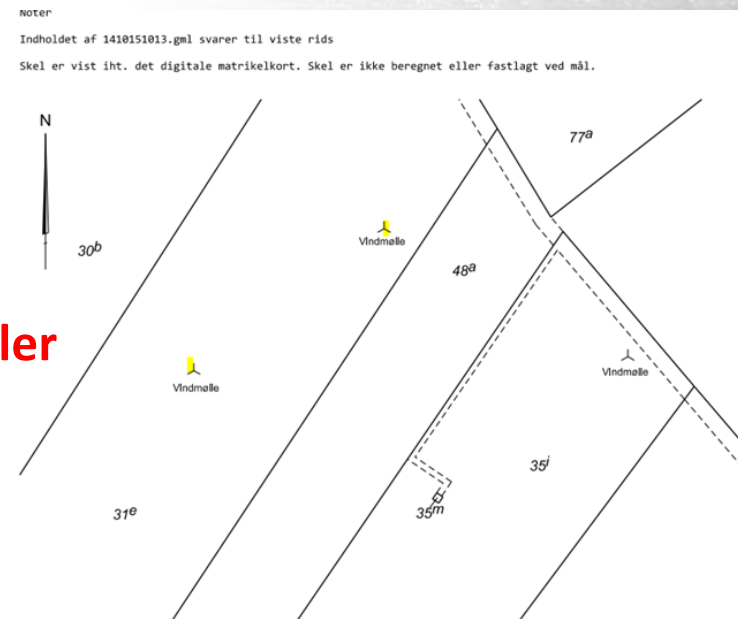 Noter
Indholdet af 1410151013.gml svarer til viste rids
Skel er vist iht. det digitale matrikelkort. Skel er ikke beregnet eller fastlagt ved mål.
N
77a
30b
Vindmølle
48a
ler
Vindmølle
Vindmølle
35i
31e
35m